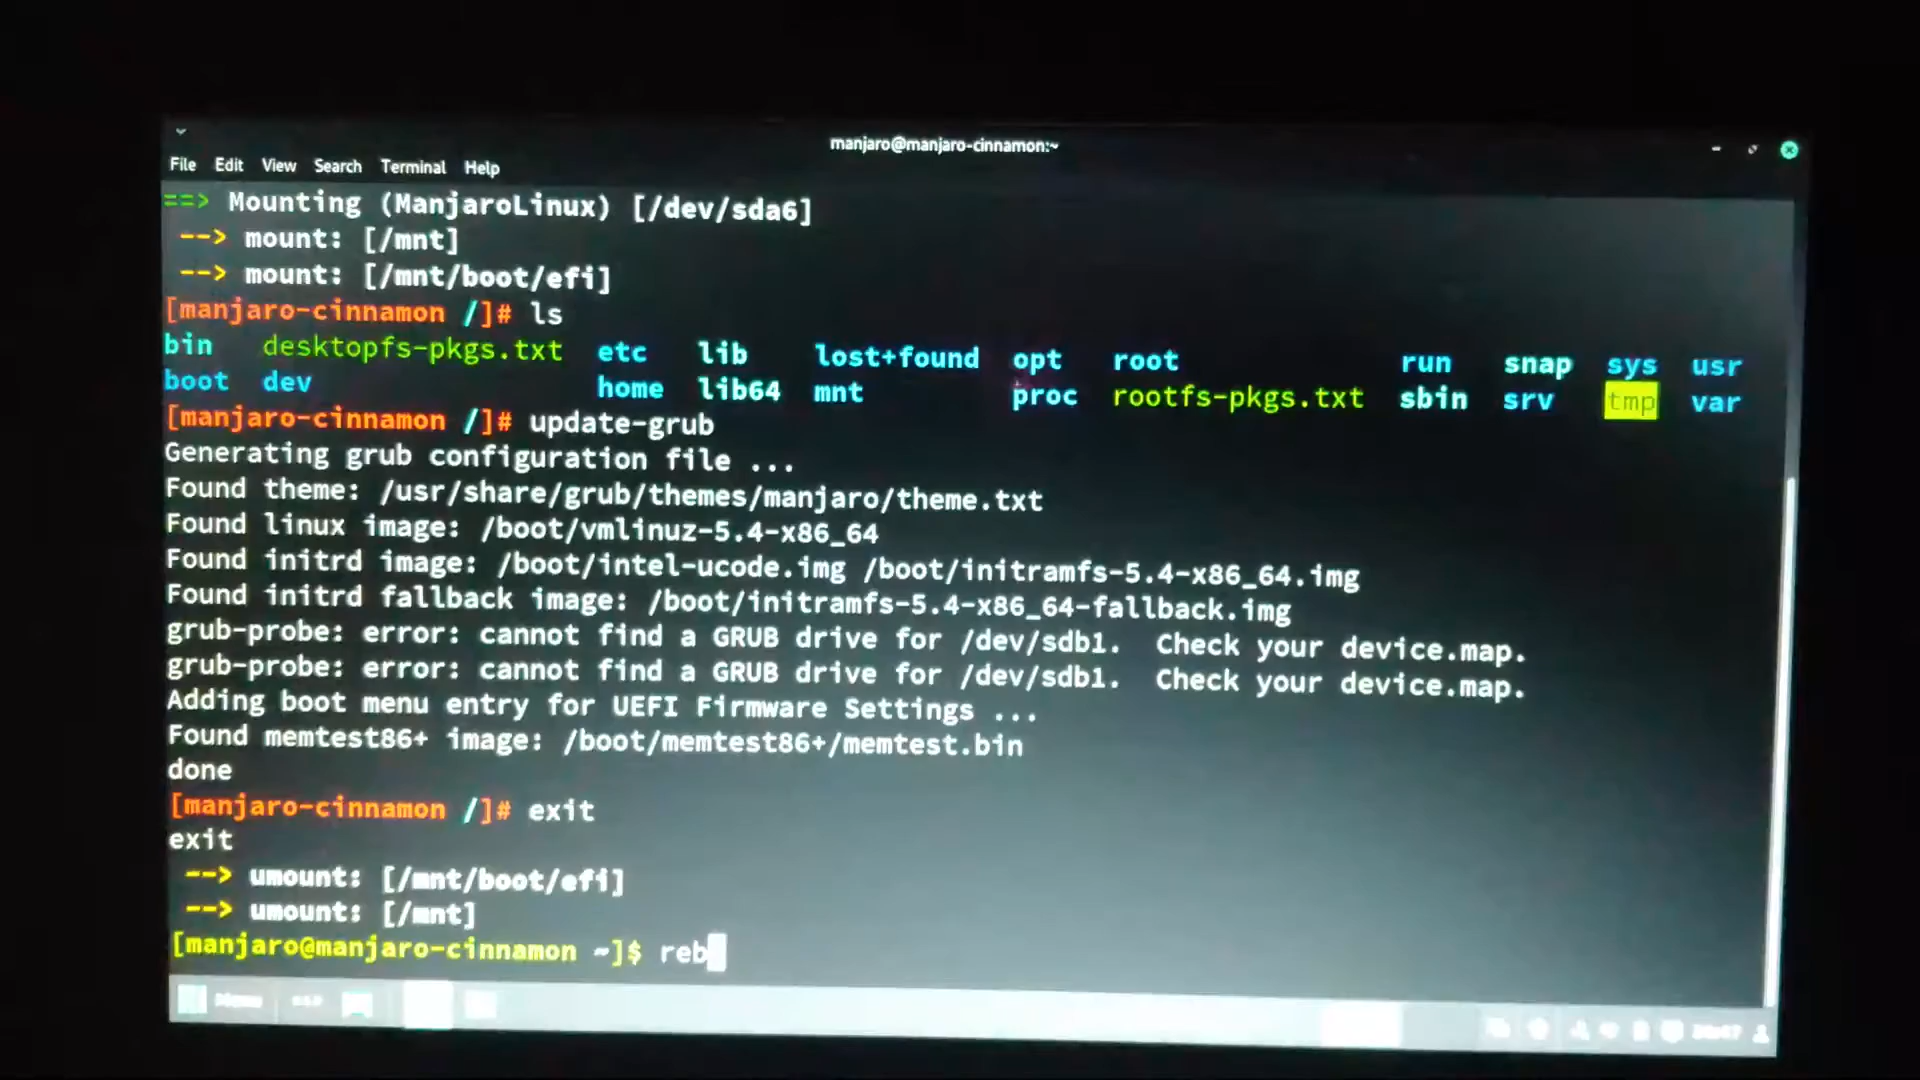 manjaro@manjaro-cinnamon:~
File Edit View Search Terminal Help
==> Mounting (ManjaroLinux) [/dev/sda6]
--> mount: [/mnt]
--> mount: [/mnt/boot/efi]
[manjaro-cinnamon /]# ls
bin desktopfs-pkgs.txt etc lib lost+found opt root run snap sys usr
boot dev home lib64 mnt proc rootfs-pkgs.txt sbin srv tmp var
[manjaro-cinnamon /]# update-grub
Generating grub configuration file ...
Found theme: /usr/share/grub/themes/manjaro/theme.txt
Found linux image: /boot/vmlinuz-5.4-x86_64
Found initrd image: /boot/intel-ucode.img /boot/initramfs-5.4-x86_64.img
Found initrd fallback image: /boot/initramfs-5.4-x86_64-fallback.img
grub-probe: error: cannot find a GRUB drive for /dev/sdb1.  Check your device.map.
grub-probe: error: cannot find a GRUB drive for /dev/sdb1.  Check your device.map.
Adding boot menu entry for UEFI Firmware Settings ...
Found memtest86+ image: /boot/memtest86+/memtest.bin
done
[manjaro-cinnamon /]# exit
exit
--> umount: [/mnt/boot/efi]
--> umount: [/mnt]
[manjaro@manjaro-cinnamon ~]$ reb
Menu